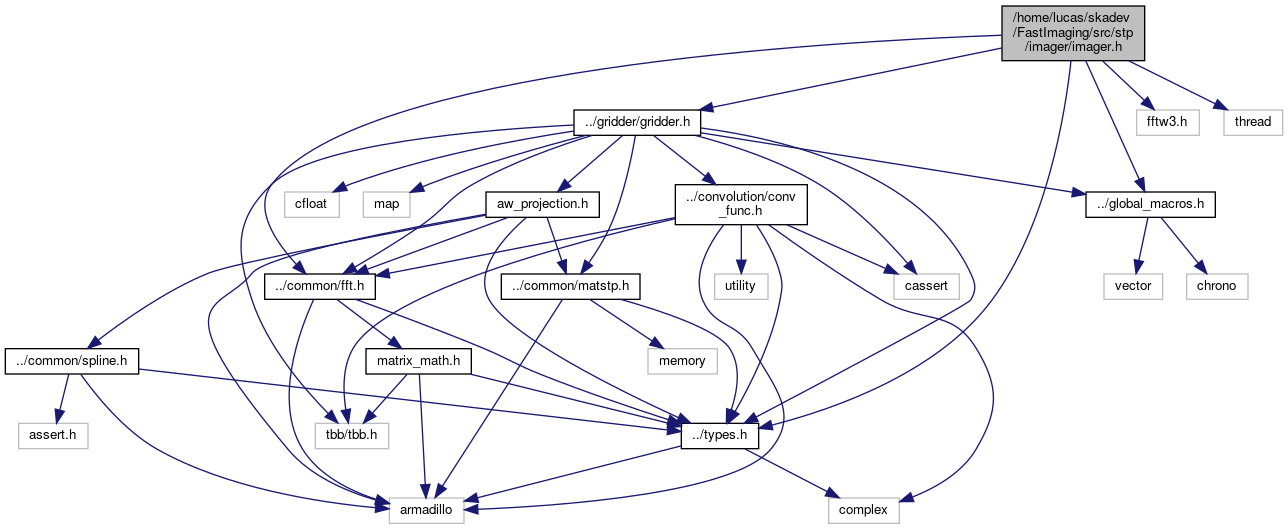 /home/lucas/skadev
/FastImaging/src/stp
/imager/imager.h
../gridder/gridder.h
fftw3.h
thread
cfloat
map
aw_projection.h
../convolution/conv
_func.h
../global_macros.h
../common/fft.h
../common/matstp.h
utility
cassert
vector
chrono
../common/spline.h
matrix_math.h
memory
assert.h
tbb/tbb.h
../types.h
armadillo
complex